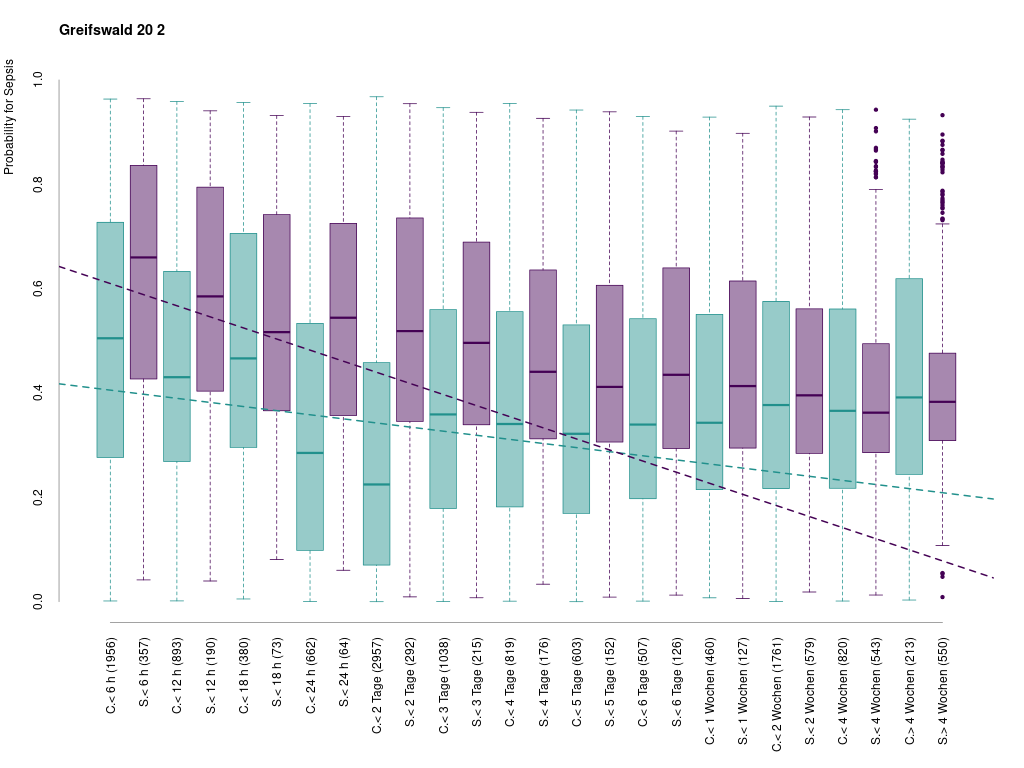 Greifswald 20 2
Probability for Sepsis
1.0
0.8
0.6
0.4
0.2
0.0
C.< 6 h (1956)
S.< 6 h (357)
C.< 12 h (893)
S.< 12 h (190)
C.< 18 h (380)
S.< 18 h (73)
C.< 24 h (662)
S.< 24 h (64)
C.< 2 Tage (2957)
S.< 2 Tage (292)
C.< 3 Tage (1038)
S.< 3 Tage (215)
C.< 4 Tage (819)
S.< 4 Tage (176)
C.< 5 Tage (603)
S.< 5 Tage (152)
C.< 6 Tage (507)
S.< 6 Tage (126)
C.< 1 Wochen (460)
S.< 1 Wochen (127)
C.< 2 Wochen (1761)
S.< 2 Wochen (579)
C.< 4 Wochen (820)
S.< 4 Wochen (543)
C.> 4 Wochen (213)
S.> 4 Wochen (550)